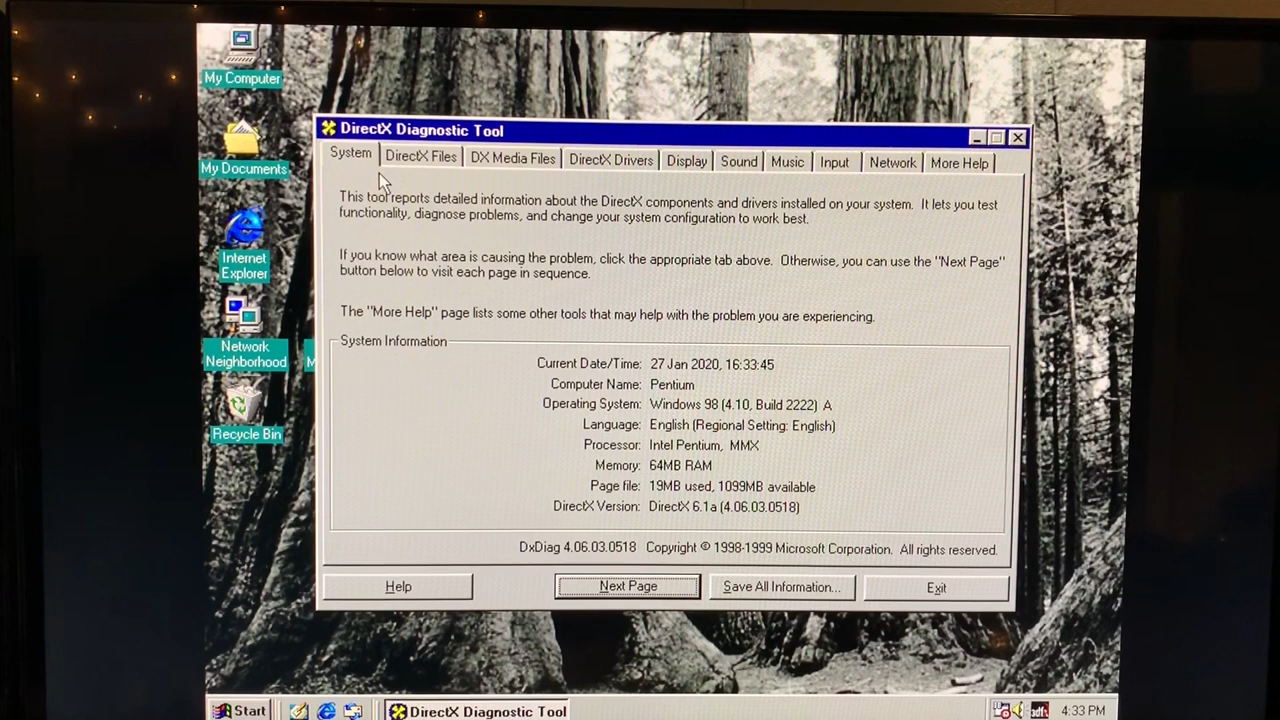 My Computer
My Documents
Internet
Explorer
Network
Neighborhood
M
Recycle Bin
DirectX Diagnostic Tool
System DirectX Files DX Media Files DirectX Drivers Display Sound Music Input Network More Help
This tool reports detailed information about the DirectX components and drivers installed on your system. It lets you test
functionality, diagnose problems, and change your system configuration to work best.
If you know what area is causing the problem, click the appropriate tab above. Otherwise, you can use the "Next Page"
button below to visit each page in sequence.
The "More Help" page lists some other tools that may help with the problem you are experiencing.
System Information
Current Date/Time: 27 Jan 2020, 16:33:45
Computer Name: Pentium
Operating System: Windows 98 (4.10, Build 2222) A
Language: English (Regional Setting: English)
Processor: Intel Pentium, MMX
Memory: 64MB RAM
Page file: 19MB used, 1099MB available
DirectX Version: DirectX 6.1a (4.06.03.0518)
DxDiag 4.06.03.0518 Copyright © 1998-1999 Microsoft Corporation. All rights reserved.
Help Next Page Save All Information... Exit
Start DirectX Diagnostic Tool 3dfx 4:33 PM